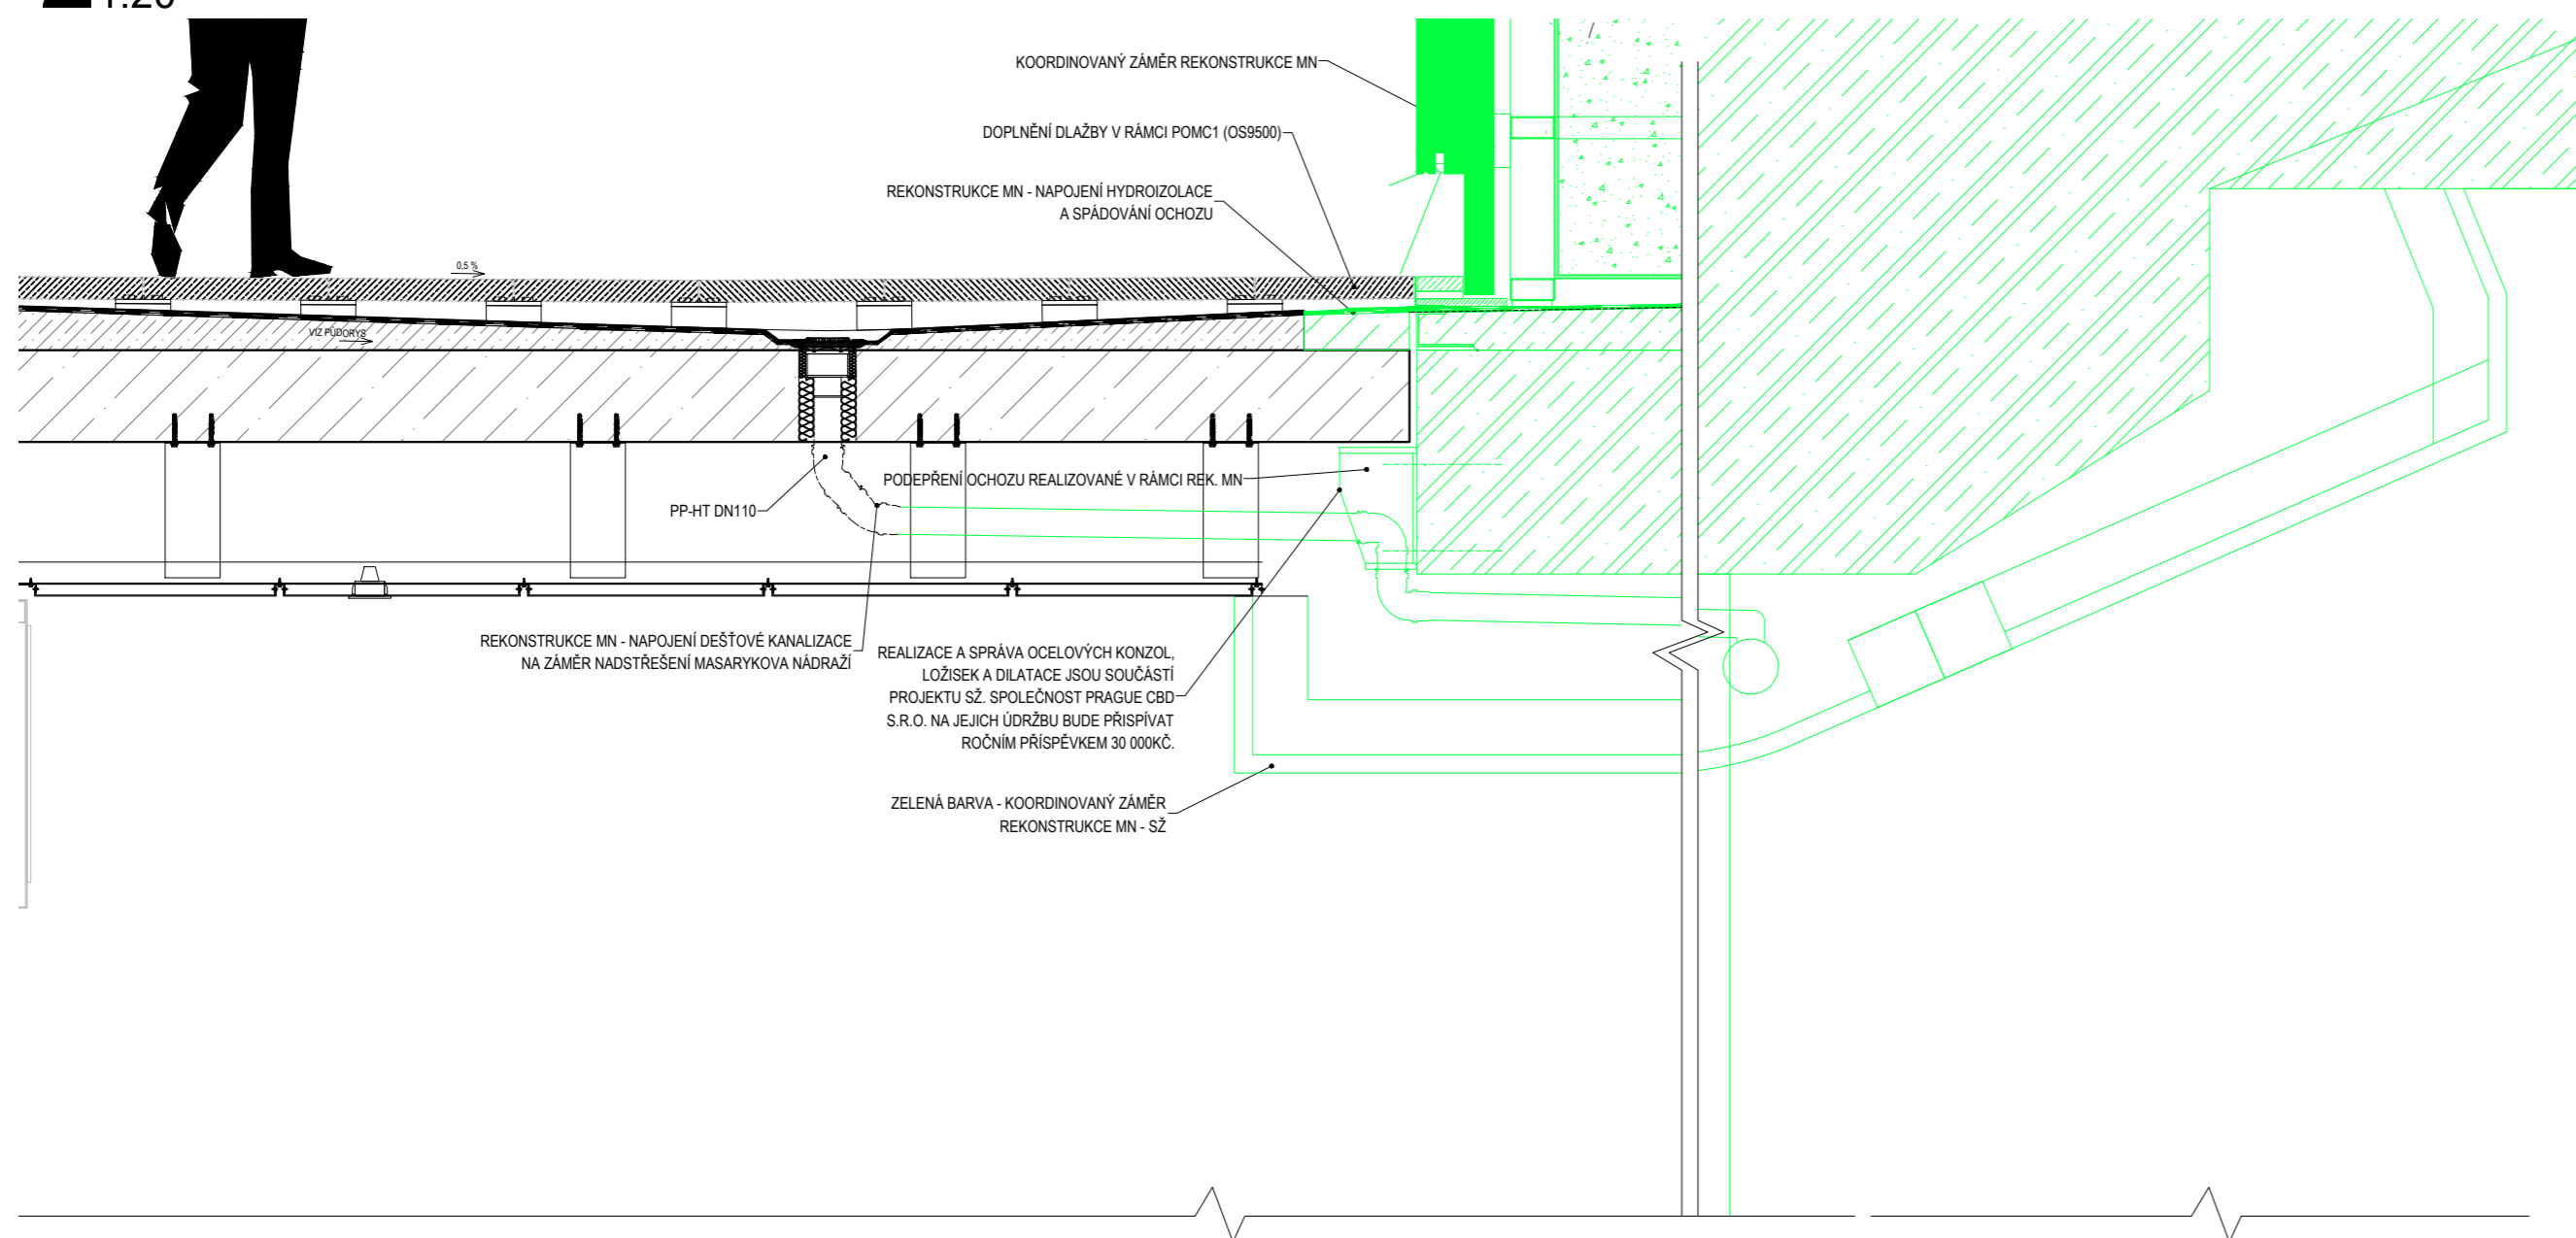 KOORDINOVANÝ ZÁMĚR REKONSTRUKCE MN
DOPLNĚNÍ DLAŽBY V RÁMCI POMC1 (OS9500)
REKONSTRUKCE MN - NAPOJENÍ HYDROIZOLACE
A SPÁDOVÁNÍ OCHOZU
0,5 %
VIZ PŮDORYS
PODEPŘENÍ OCHOZU REALIZOVANÉ V RÁMCI REK. MN
PP-HT DN110
REKONSTRUKCE MN - NAPOJENÍ DEŠŤOVÉ KANALIZACE
NA ZÁMĚR NADSTŘEŠENÍ MASARYKOVA NÁDRAŽÍ
REALIZACE A SPRÁVA OCELOVÝCH KONZOL,
LOŽISEK A DILATACE JSOU SOUČÁSTÍ
PROJEKTU SŽ. SPOLEČNOST PRAGUE CBD
S.R.O. NA JEJICH ÚDRŽBU BUDE PŘISPÍVAT
ROČNÍM PŘÍSPĚVKEM 30 000KČ.
ZELENÁ BARVA - KOORDINOVANÝ ZÁMĚR
REKONSTRUKCE MN - SŽ